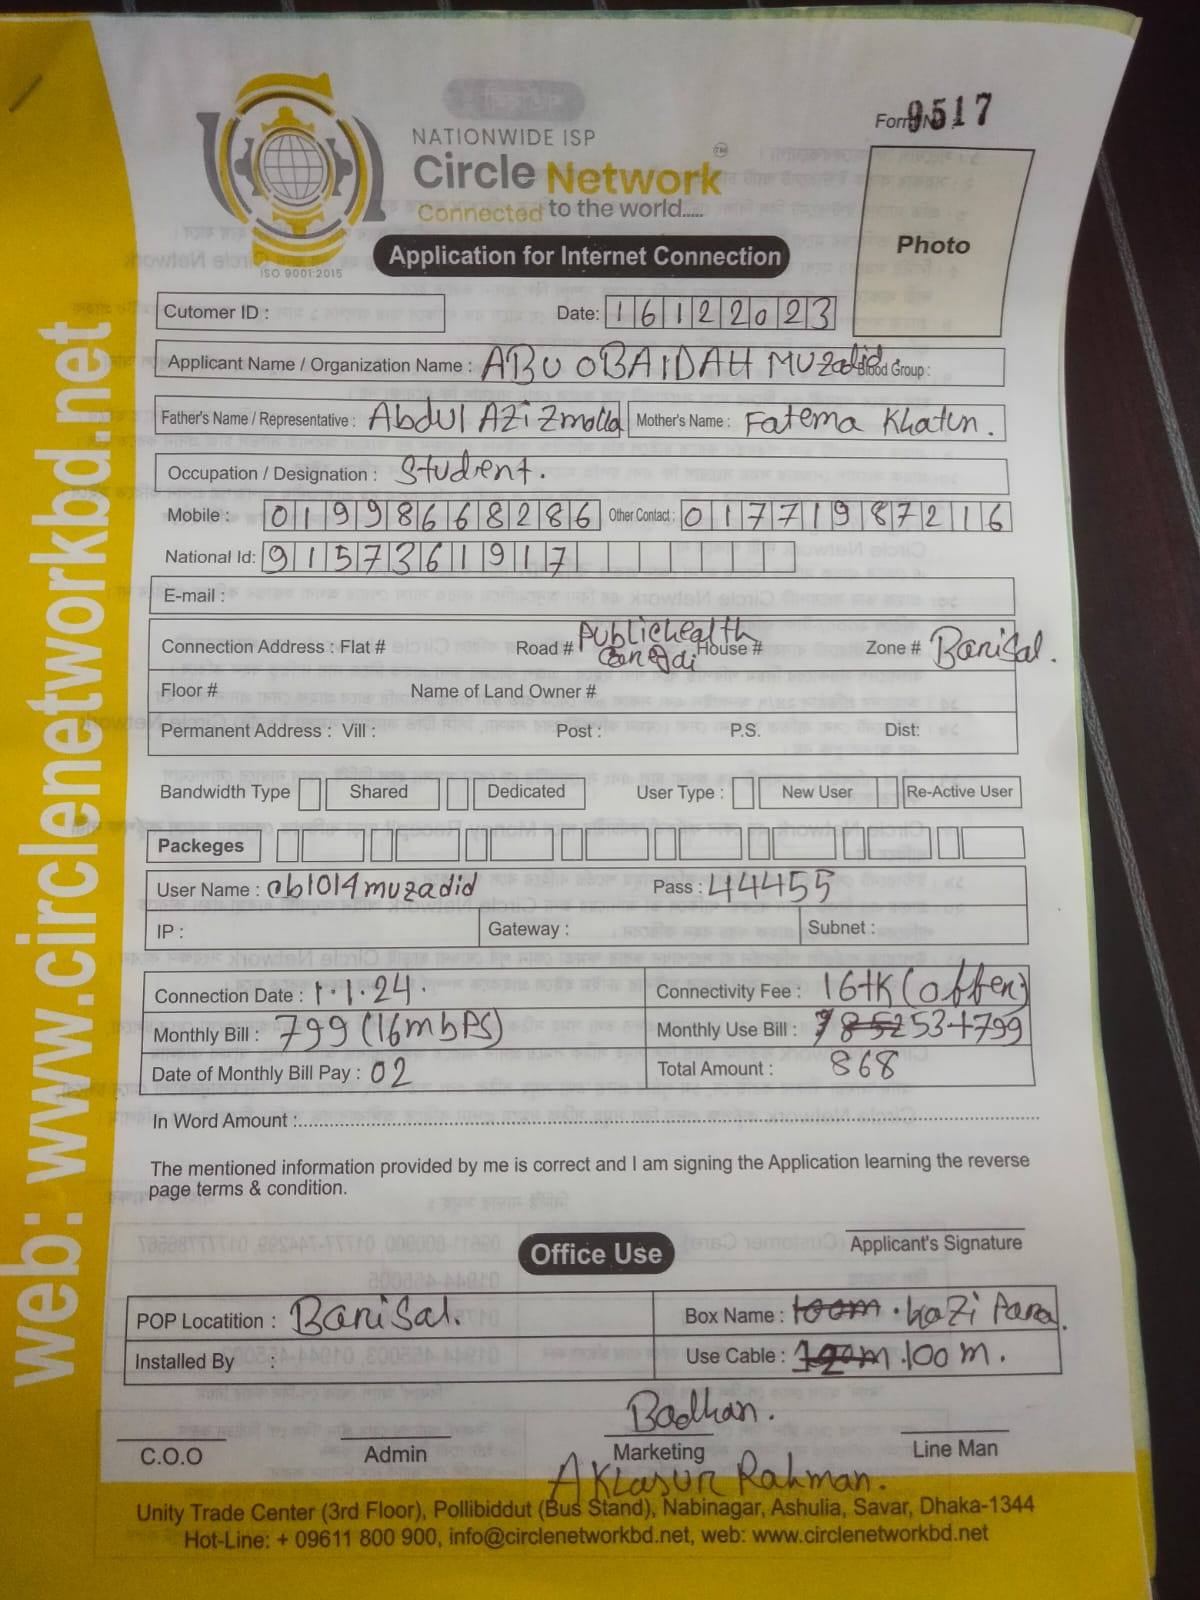 Form No: 9517
NATIONWIDE ISP
Circle Network
Connected to the world.....
ISO 9001:2015
Application for Internet Connection
Photo
Cutomer ID :
Date: 16122023
Applicant Name / Organization Name : ABU OBAIDAH MUZadid Blood Group :
Father's Name / Representative : Abdul AZiZmolla Mother's Name : Fatema Khatun.
Occupation / Designation : Student.
Mobile : 01998668286 Other Contact : 01771987216
National Id: 9157361917
E-mail :
Connection Address : Flat # Road # Publichealth House # Zone # Barisal.
Floor # Name of Land Owner #
Permanent Address : Vill : Post : P.S. Dist:
Bandwidth Type Shared Dedicated User Type : New User Re-Active User
Packeges
User Name : cb1014muzadid Pass : 44455
IP : Gateway : Subnet :
Connection Date : 1.1.24. Connectivity Fee : 16tk (offer)
Monthly Bill : 799 (16mbPS) Monthly Use Bill : 53+799
Date of Monthly Bill Pay : 02 Total Amount : 868
In Word Amount :
The mentioned information provided by me is correct and I am signing the Application learning the reverse
page terms & condition.
Applicant's Signature
Office Use
POP Locatition : Barisal. Box Name : 100m . kaZi Para.
Installed By : Use Cable : 100m.
Badhan.
C.O.O Admin Marketing Line Man
Rahman.
Unity Trade Center (3rd Floor), Pollibiddut (Bus Stand), Nabinagar, Ashulia, Savar, Dhaka-1344
Hot-Line: + 09611 800 900, info@circlenetworkbd.net, web: www.circlenetworkbd.net
web: www.circlenetworkbd.net